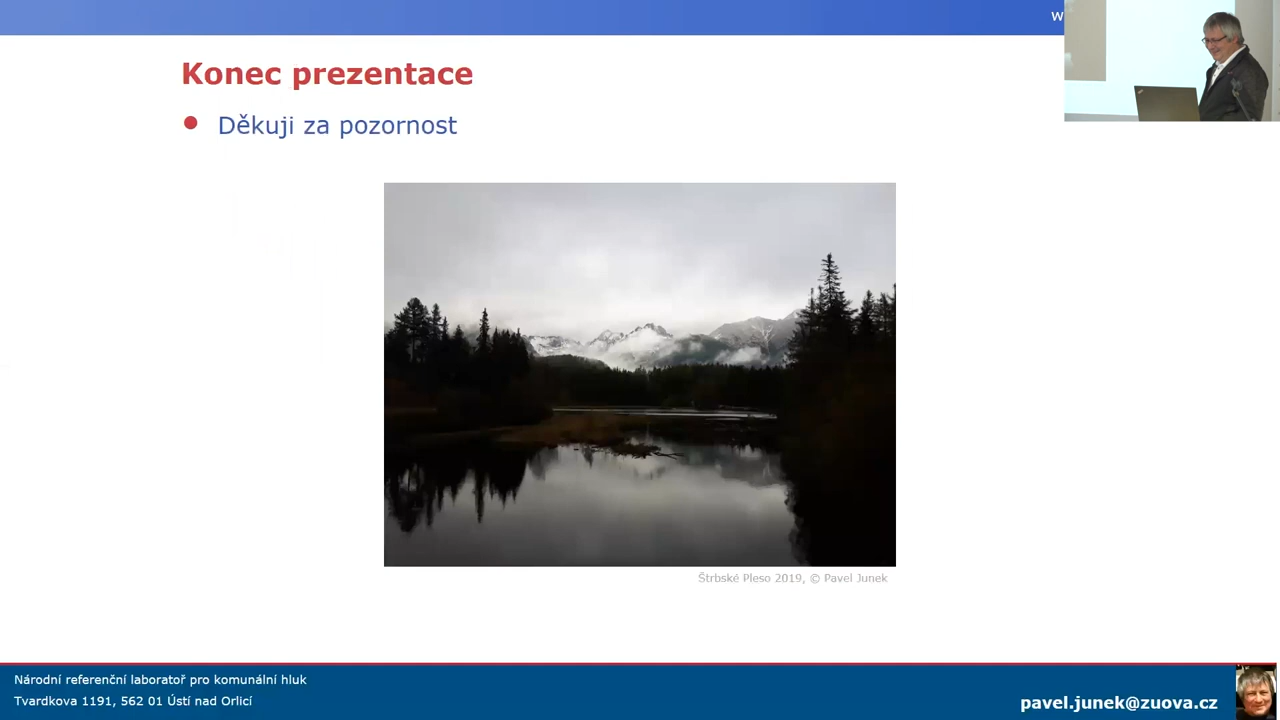 W
Konec prezentace
Děkuji za pozornost
Štrbské Pleso 2019, © Pavel Junek
Národní referenční laboratoř pro komunální hluk
Tvardkova 1191, 562 01 Ústí nad Orlicí
pavel.junek@zuova.cz